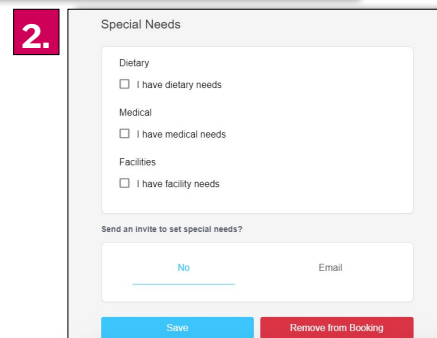 2.
Special Needs
Dietary
I have dietary needs
Medical
I have medical needs
Facilities
I have facility needs
Send an invite to set special needs?
No Email
Save Remove from Booking